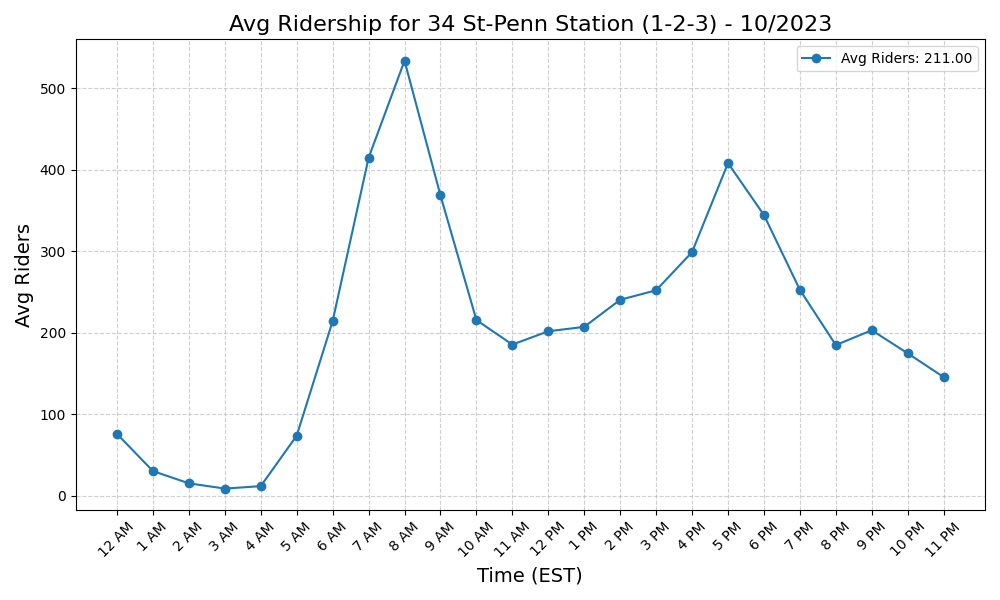 Avg Ridership for 34 St-Penn Station (1-2-3) - 10/2023
Avg Riders: 211.00
Avg Riders
500
400
300
200
100
0
12 AM
1 AM
2 AM
3 AM
4 AM
5 AM
6 AM
7 AM
8 AM
9 AM
10 AM
11 AM
12 PM
1 PM
2 PM
3 PM
4 PM
5 PM
6 PM
7 PM
8 PM
9 PM
10 PM
11 PM
Time (EST)